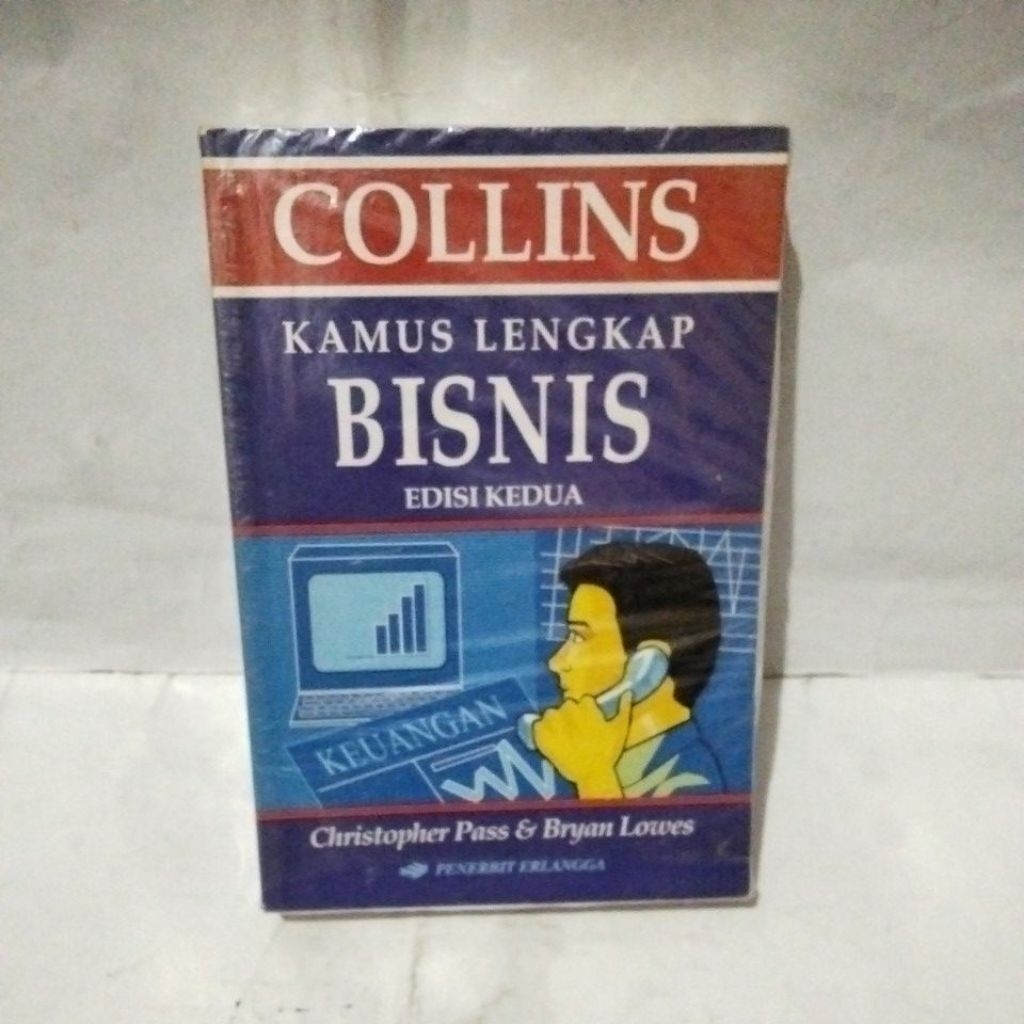 COLLINS
KAMUS LENGKAP
BISNIS
EDISI KEDUA
KEUANGAN
Christopher Pass & Bryan Lowes
PENERBIT ERLANGGA